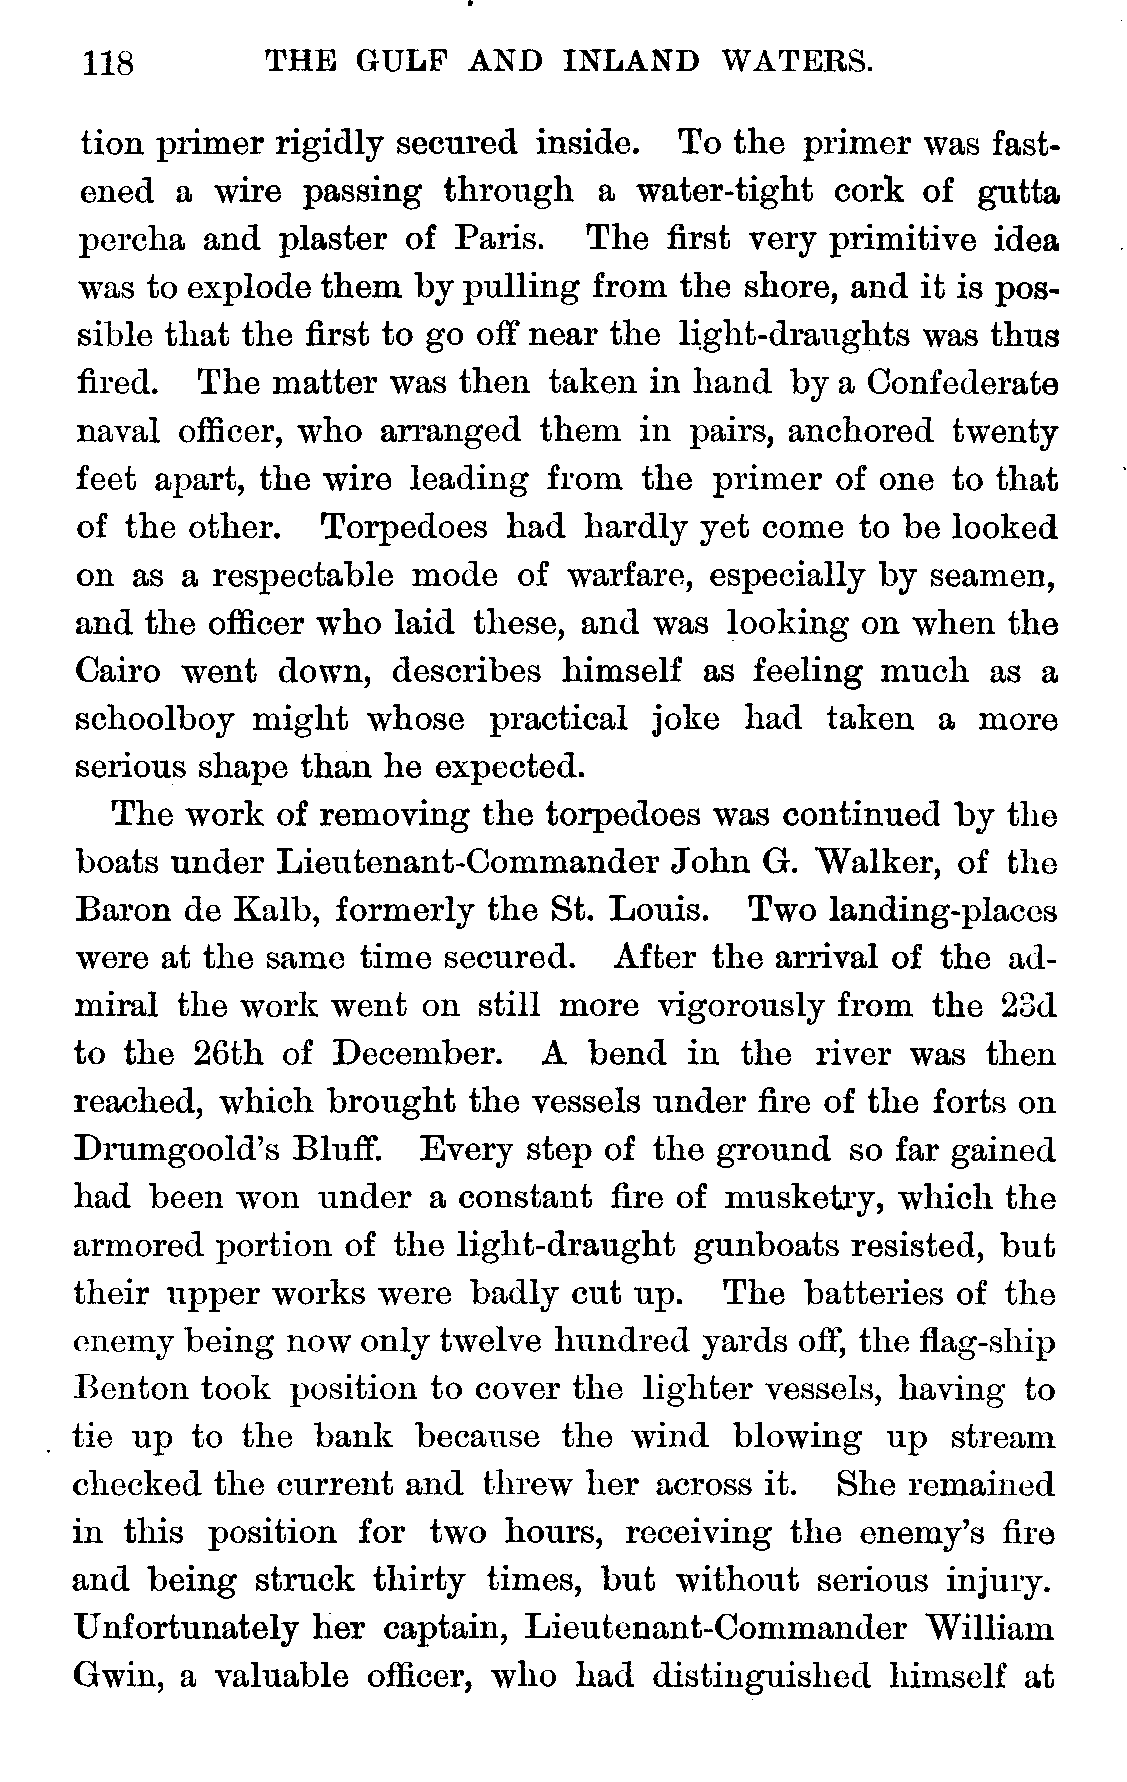 118 THE GULF AND INLAND WATERS.
tion primer rigidly secured inside. To the primer was fast-
ened a wire passing through a water-tight cork of gutta
percha and plaster of Paris. The first very primitive idea
was to explode them by pulling from the shore, and it is pos-
sible that the first to go off near the light-draughts was thus
fired. The matter was then taken in hand by a Confederate
naval officer, who arranged them in pairs, anchored twenty
feet apart, the wire leading from the primer of one to that
of the other. Torpedoes had hardly yet come to be looked
on as a respectable mode of warfare, especially by seamen,
and the officer who laid these, and was looking on when the
Cairo went down, describes himself as feeling much as a
schoolboy might whose practical joke had taken a more
serious shape than he expected.
The work of removing the torpedoes was continued by the
boats under Lieutenant-Commander John G. Walker, of the
Baron de Kalb, formerly the St. Louis. Two landing-places
were at the same time secured. After the arrival of the ad-
miral the work went on still more vigorously from the 23d
to the 26th of December. A bend in the river was then
reached, which brought the vessels under fire of the forts on
Drumgoold's Bluff. Every step of the ground so far gained
had been won under a constant fire of musketry, which the
armored portion of the light-draught gunboats resisted, but
their upper works were badly cut up. The batteries of the
enemy being now only twelve hundred yards off, the flag-ship
Benton took position to cover the lighter vessels, having to
tie up to the bank because the wind blowing up stream
checked the current and threw her across it. She remained
in this position for two hours, receiving the enemy's fire
and being struck thirty times, but without serious injury.
Unfortunately her captain, Lieutenant-Commander William
Gwin, a valuable officer, who had distinguished himself at